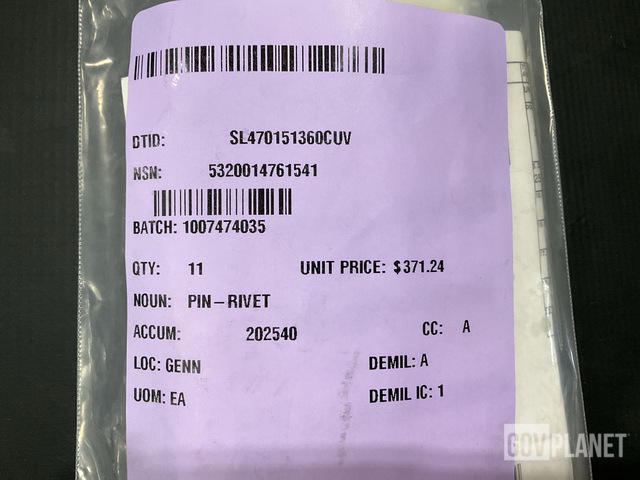 DTID: SL470151360CUV
NSN: 5320014761541
BATCH: 1007474035
QTY: 11 UNIT PRICE: $371.24
NOUN: PIN-RIVET
ACCUM: 202540 CC: A
LOC: GENN DEMIL: A
UOM: EA DEMIL IC: 1
GOVPLANET